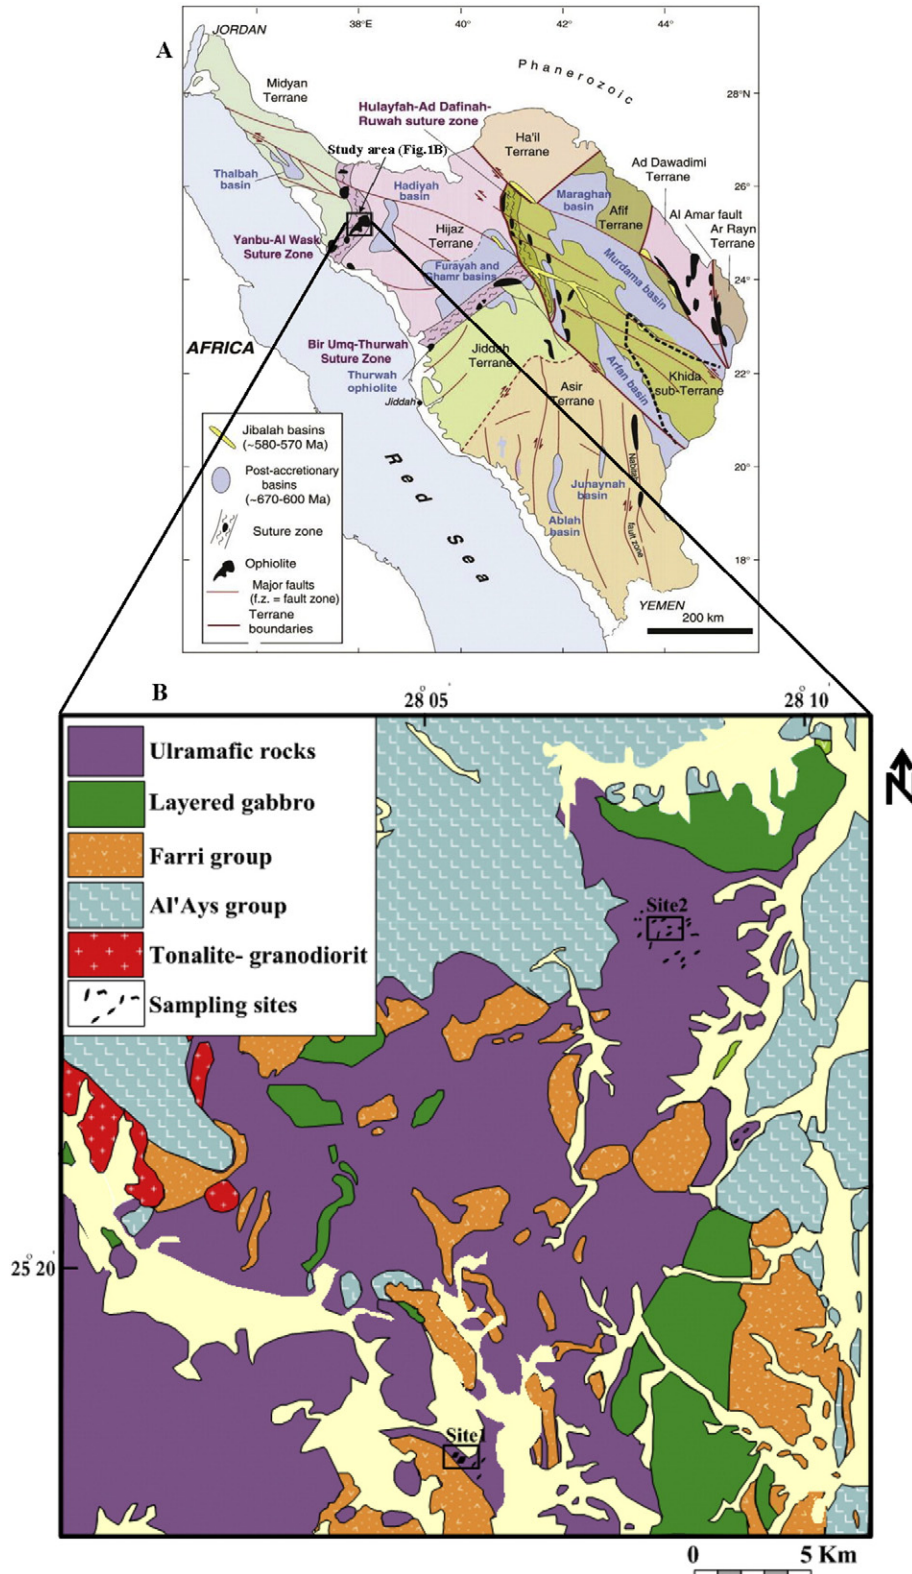 JORDAN
38°E
40°
42°
44°
A
Phanerozoic
28°N
Midyan
Terrane
Hulayfah-Ad Dafinah-
Ruwah suture zone
Ha'il
Terrane
Study area (Fig.1B)
Ad Dawadimi
Terrane
Thalbah
basin
Hadiyah
basin
Maraghan
basin
26°
Afif
Terrane
Al Amar fault
Ar Rayn
Terrane
Hijaz
Terrane
Yanbu-Al Wask
Suture Zone
Furayah and
Ghamr basins
Murdama basin
24°
AFRICA
Bir Umq-Thurwah
Suture Zone
Thurwah
ophiolite
Jiddah
Terrane
Arfan basin
Khida
sub-Terrane
22°
Jiddah
Asir
Terrane
Jibalah basins
(~580-570 Ma)
Post-accretionary
basins
(~670-600 Ma)
Suture zone
Ophiolite
Major faults
(f.z. = fault zone)
Terrane
boundaries
Red Sea
20°
Nabitah
fault zone
Junaynah
basin
Ablah
basin
18°
YEMEN
200 km
B
28° 05'
28° 10'
N
Ulramafic rocks
Layered gabbro
Farri group
Al'Ays group
Tonalite- granodiorit
Sampling sites
Site2
25° 20'
Site1
0 5 Km